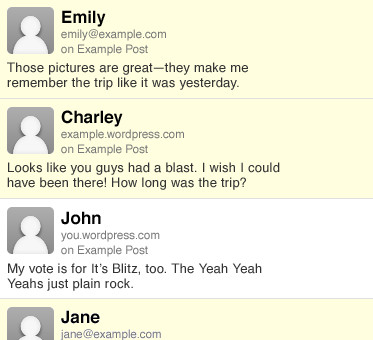 Emily
emily@example.com
on Example Post
Those pictures are great—they make me
remember the trip like it was yesterday.
Charley
example.wordpress.com
on Example Post
Looks like you guys had a blast. I wish I could
have been there! How long was the trip?
John
you.wordpress.com
on Example Post
My vote is for It’s Blitz, too. The Yeah Yeah
Yeahs just plain rock.
Jane
jane@example.com